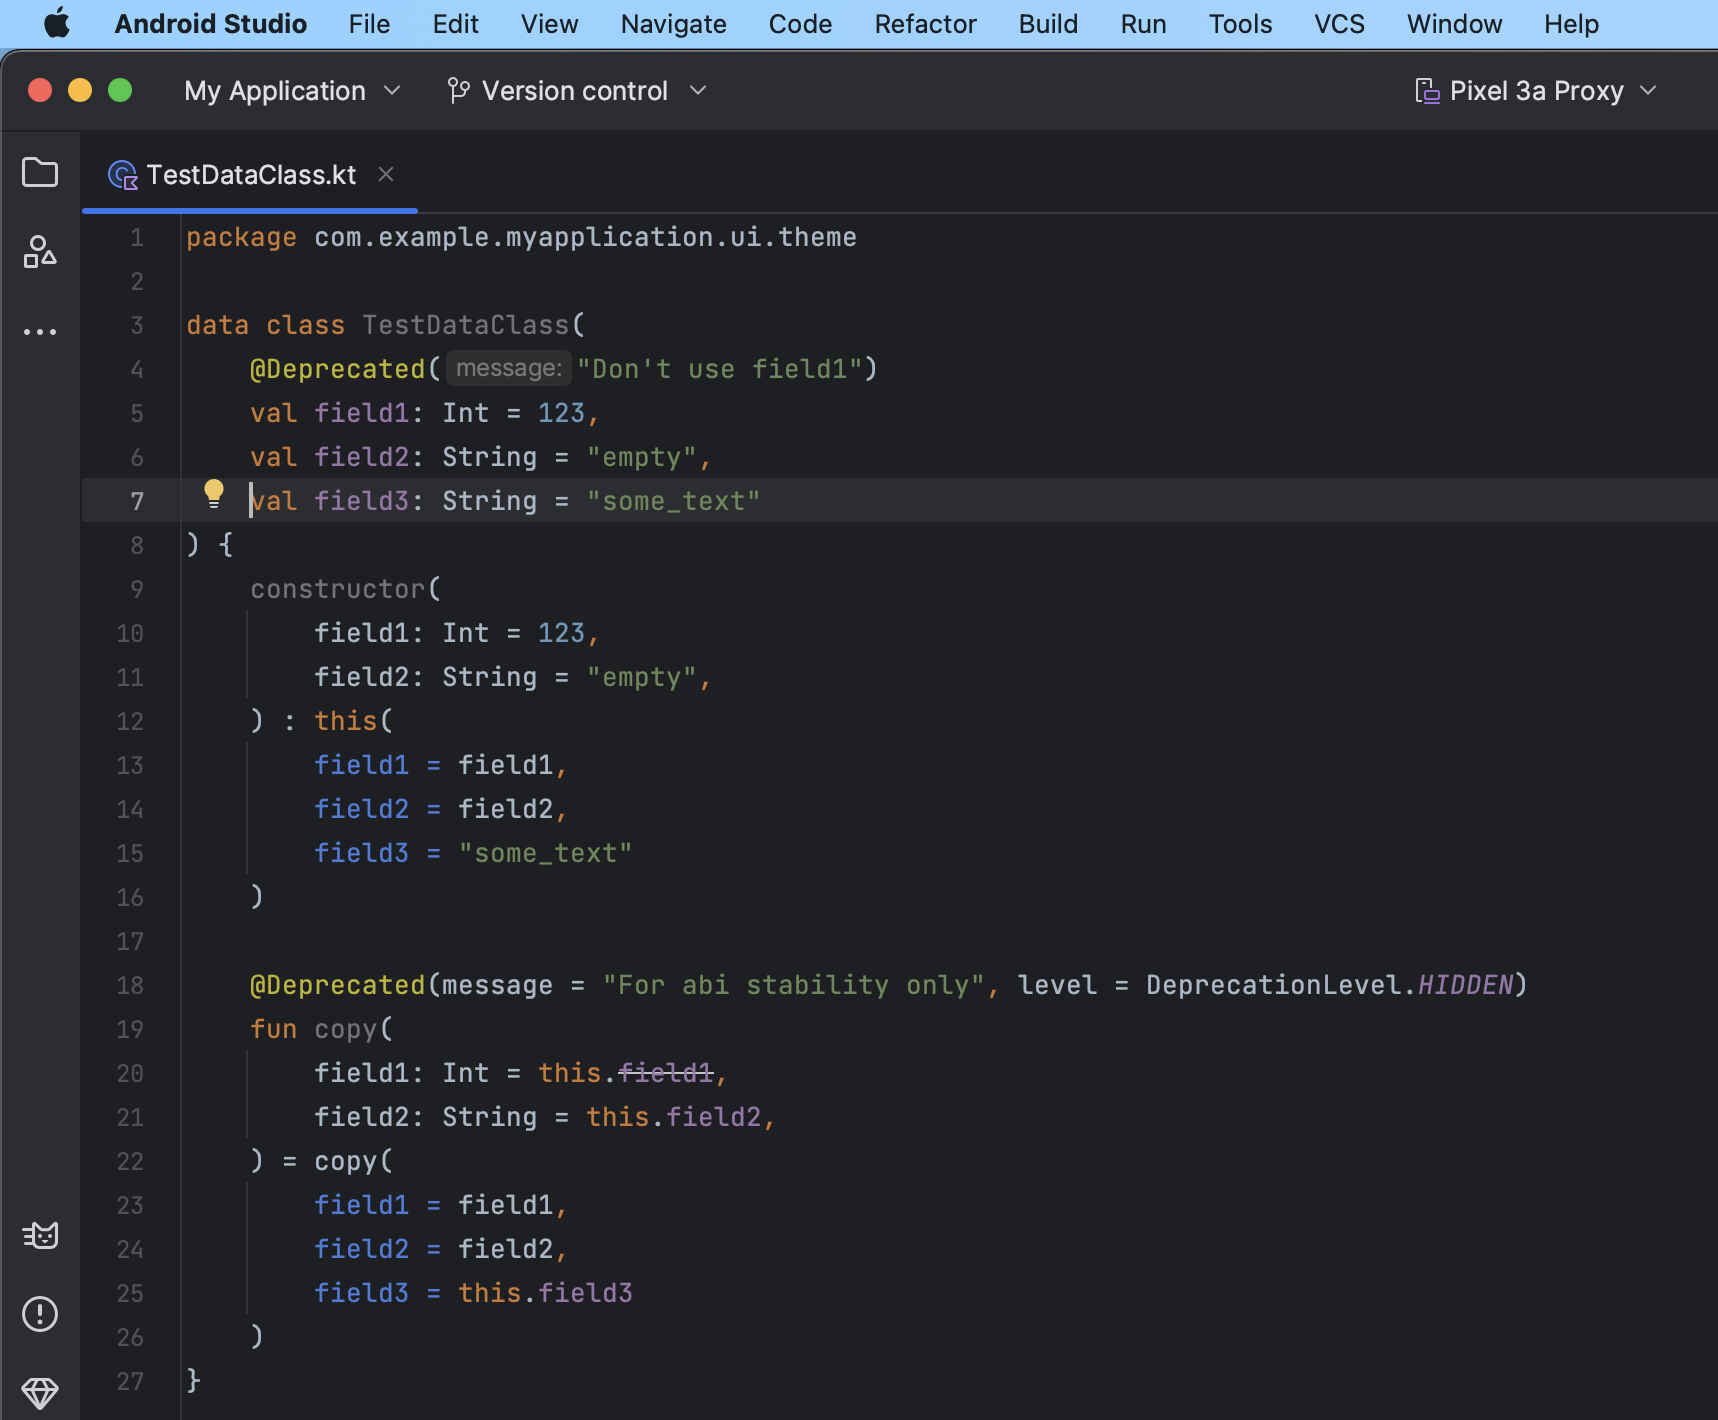 Android Studio File Edit View Navigate Code Refactor Build Run Tools VCS Window Help
My Application Version control Pixel 3a Proxy
TestDataClass.kt
1 package com.example.myapplication.ui.theme
2
3 data class TestDataClass(
4 @Deprecated( message: "Don't use field1")
5 val field1: Int = 123,
6 val field2: String = "empty",
7 val field3: String = "some_text"
8 ) {
9 constructor(
10 field1: Int = 123,
11 field2: String = "empty",
12 ) : this(
13 field1 = field1,
14 field2 = field2,
15 field3 = "some_text"
16 )
17
18 @Deprecated(message = "For abi stability only", level = DeprecationLevel.HIDDEN)
19 fun copy(
20 field1: Int = this.field1,
21 field2: String = this.field2,
22 ) = copy(
23 field1 = field1,
24 field2 = field2,
25 field3 = this.field3
26 )
27 }